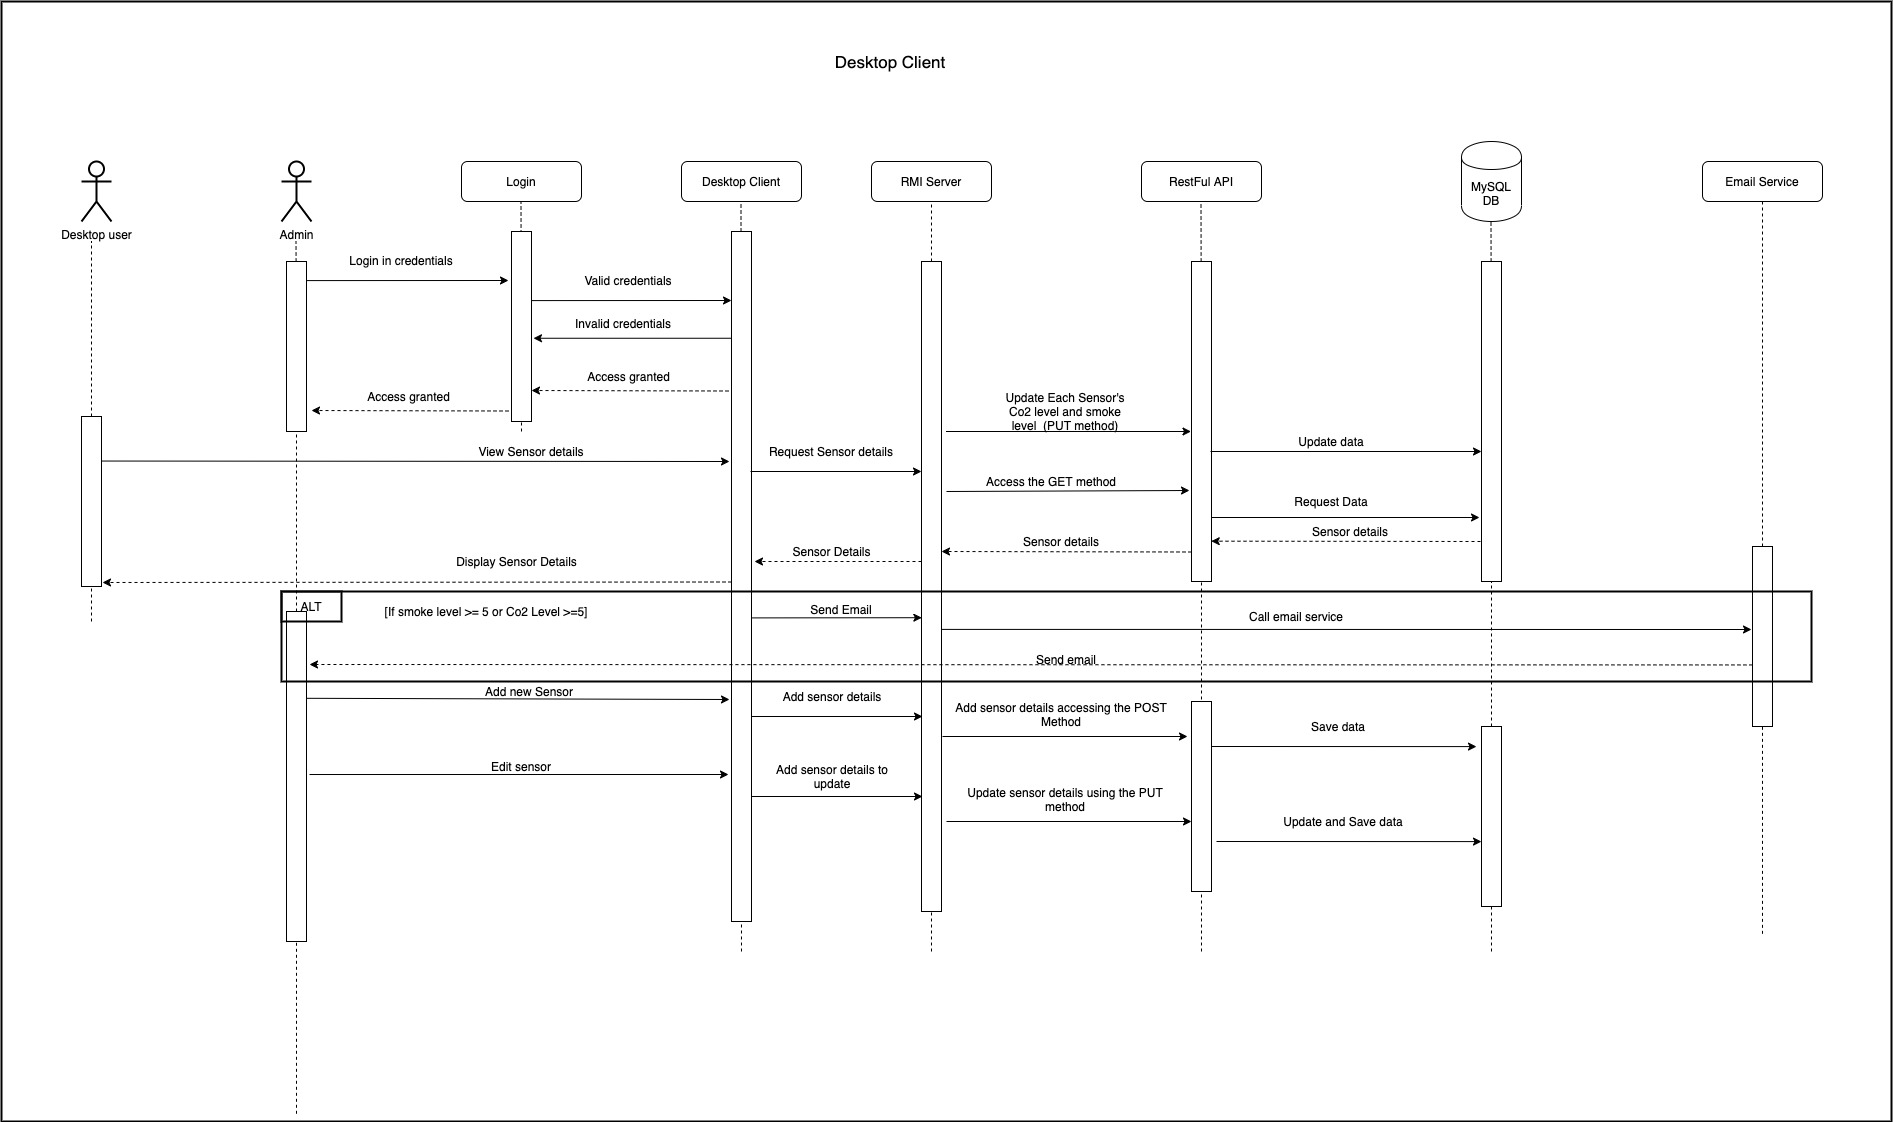 Desktop Client
Desktop user
Admin
Login
Desktop Client
RMI Server
RestFul API
MySQL
DB
Email Service
Login in credentials
Valid credentials
Invalid credentials
Access granted
Access granted
Update Each Sensor's
Co2 level and smoke
level  (PUT method)
Update data
View Sensor details
Request Sensor details
Access the GET method
Request Data
Sensor details
Sensor details
Sensor Details
Display Sensor Details
ALT
[If smoke level >= 5 or Co2 Level >=5]
Send Email
Call email service
Send email
Add new Sensor
Add sensor details
Add sensor details accessing the POST
Method
Save data
Edit sensor
Add sensor details to
update
Update sensor details using the PUT
method
Update and Save data